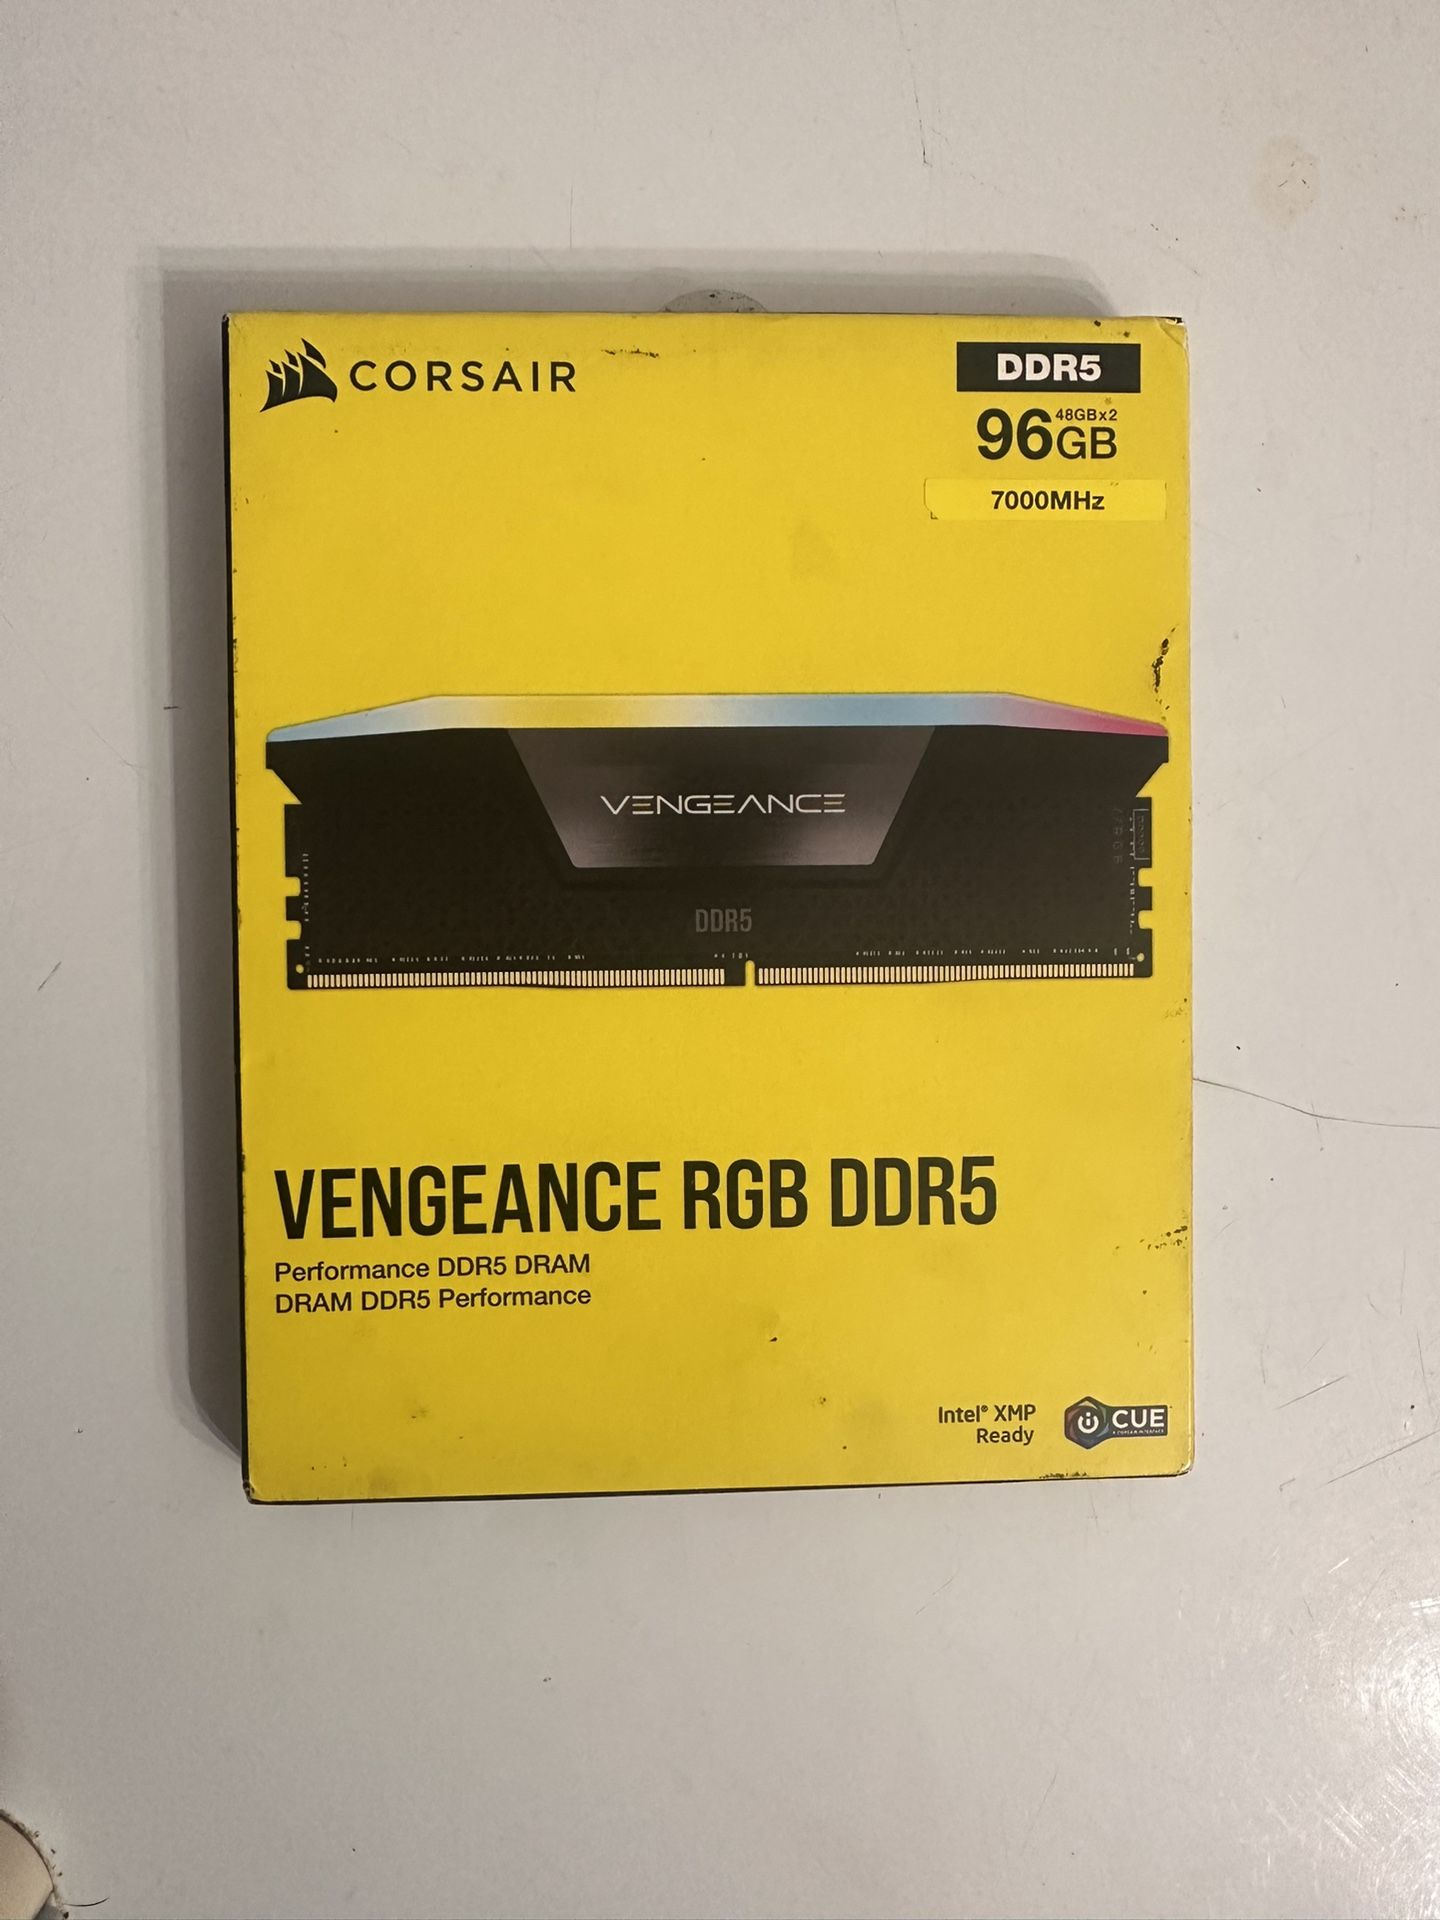 CORSAIR
DDR5
48GBx2
96GB
7000MHz
VENGEANCE
DDR5
VENGEANCE RGB DDR5
Performance DDR5 DRAM
DRAM DDR5 Performance
Intel® XMP
Ready
iCUE